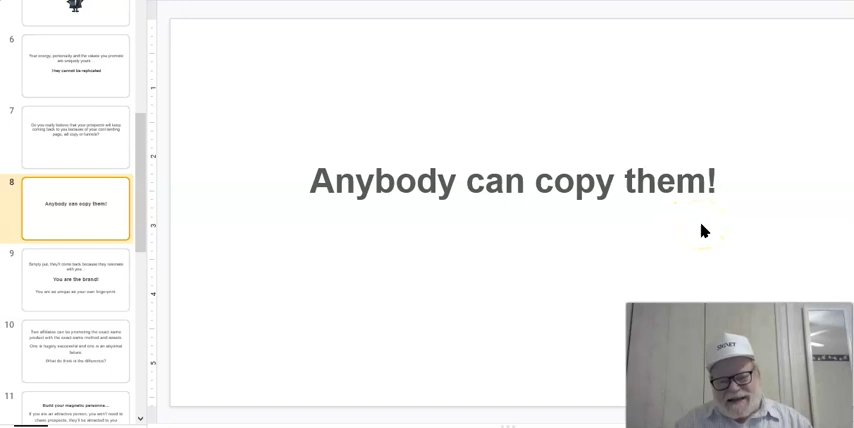 6
Your energy, personality and the values you promote
are uniquely yours...
They cannot be replicated
7
Do you really believe that your prospects will keep
coming back to you because of your cool landing
page, ad copy or funnels?
8
Anybody can copy them!
9
Simply put, they'll come back because they resonate
with you...
You are the brand!
You are as unique as your own fingerprint.
10
Two affiliates can be promoting the exact same
product with the exact same method and assets
One is hugely successful and one is an abysmal
failure.
What do think is the difference?
11
Build your magnetic persona...
If you are an attractive person, you won't need to
chase prospects, they'll be attracted to you
1
2
3
4
5
Anybody can copy them!